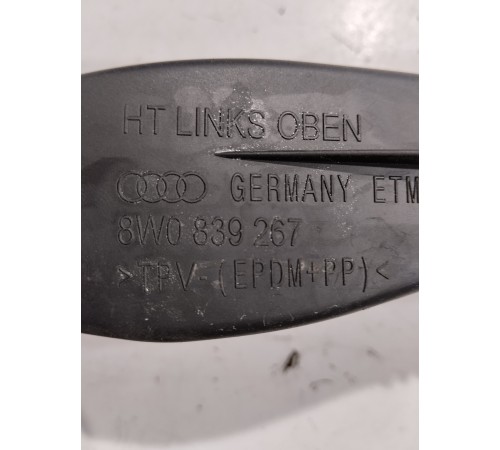 HT LINKS OBEN
GERMANY ETM
8W0 839 267
>TPV-(EPDM+PP)<